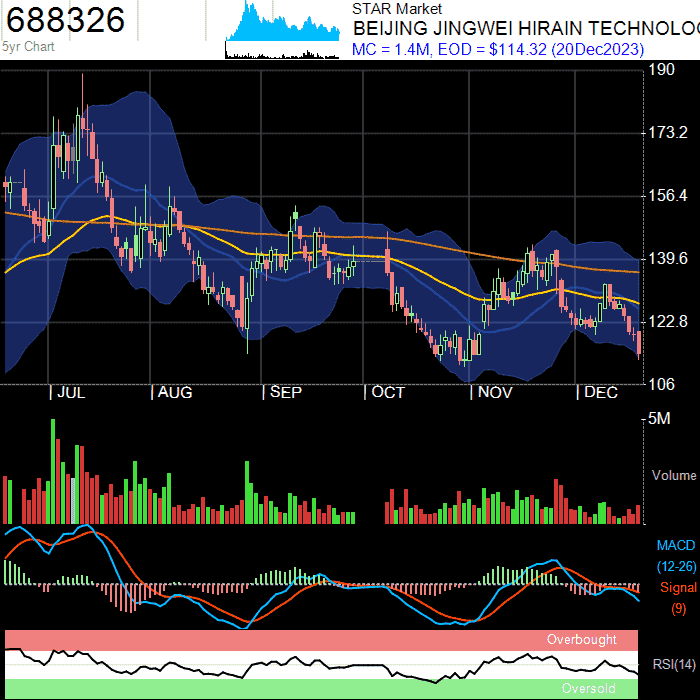 688326
5yr Chart
STAR Market
BEIJING JINGWEI HIRAIN TECHNOLO
MC = 1.4M, EOD = $114.32 (20Dec2023)
190
173.2
156.4
139.6
122.8
106
JUL AUG SEP OCT NOV DEC
5M
Volume
MACD
(12-26)
Signal
(9)
Overbought
RSI(14)
Oversold